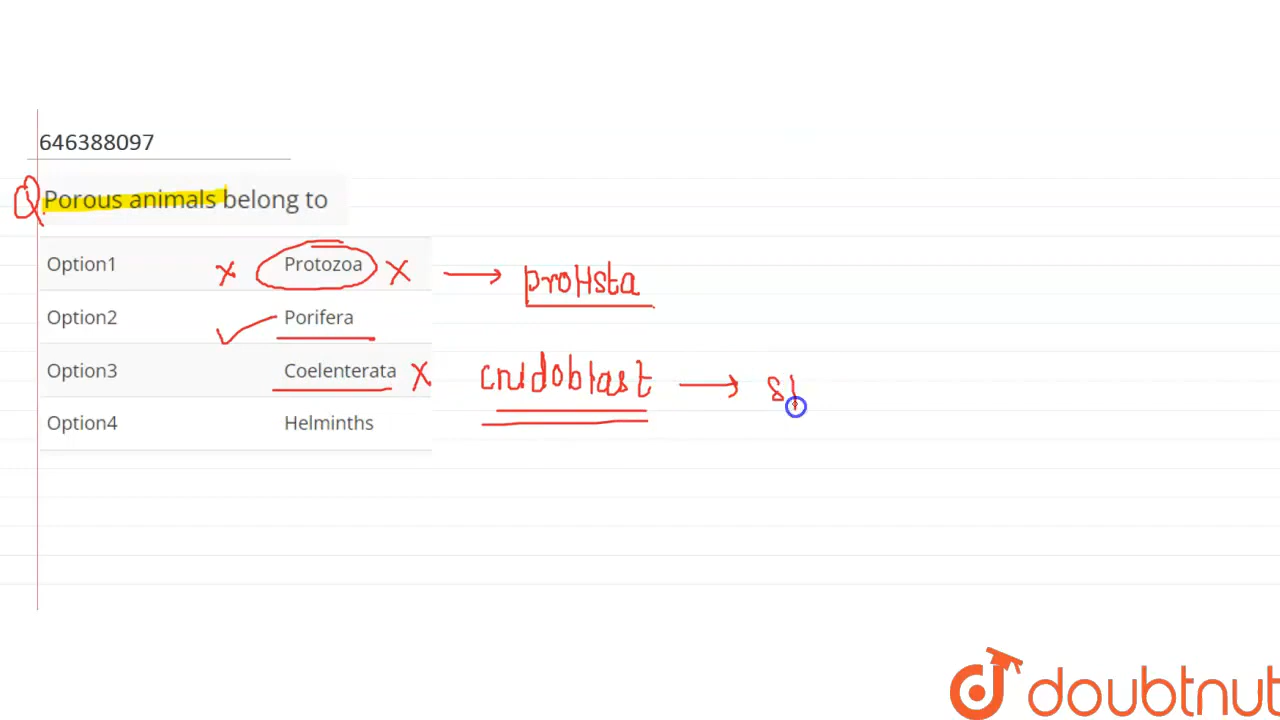 646388097
Q Porous animals belong to
Option1 Protozoa → protista
Option2 Porifera
Option3 Coelenterata cnidoblast →
Option4 Helminths
doubtnut